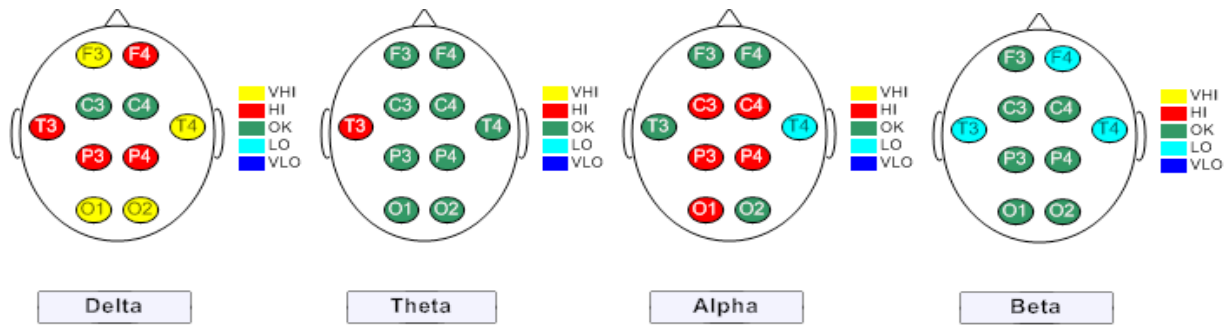 F3 F4
C3 C4
T3 T4
P3 P4
O1 O2
VHI
HI
OK
LO
VLO
Delta
F3 F4
C3 C4
T3 T4
P3 P4
O1 O2
VHI
HI
OK
LO
VLO
Theta
F3 F4
C3 C4
T3 T4
P3 P4
O1 O2
VHI
HI
OK
LO
VLO
Alpha
F3 F4
C3 C4
T3 T4
P3 P4
O1 O2
VHI
HI
OK
LO
VLO
Beta